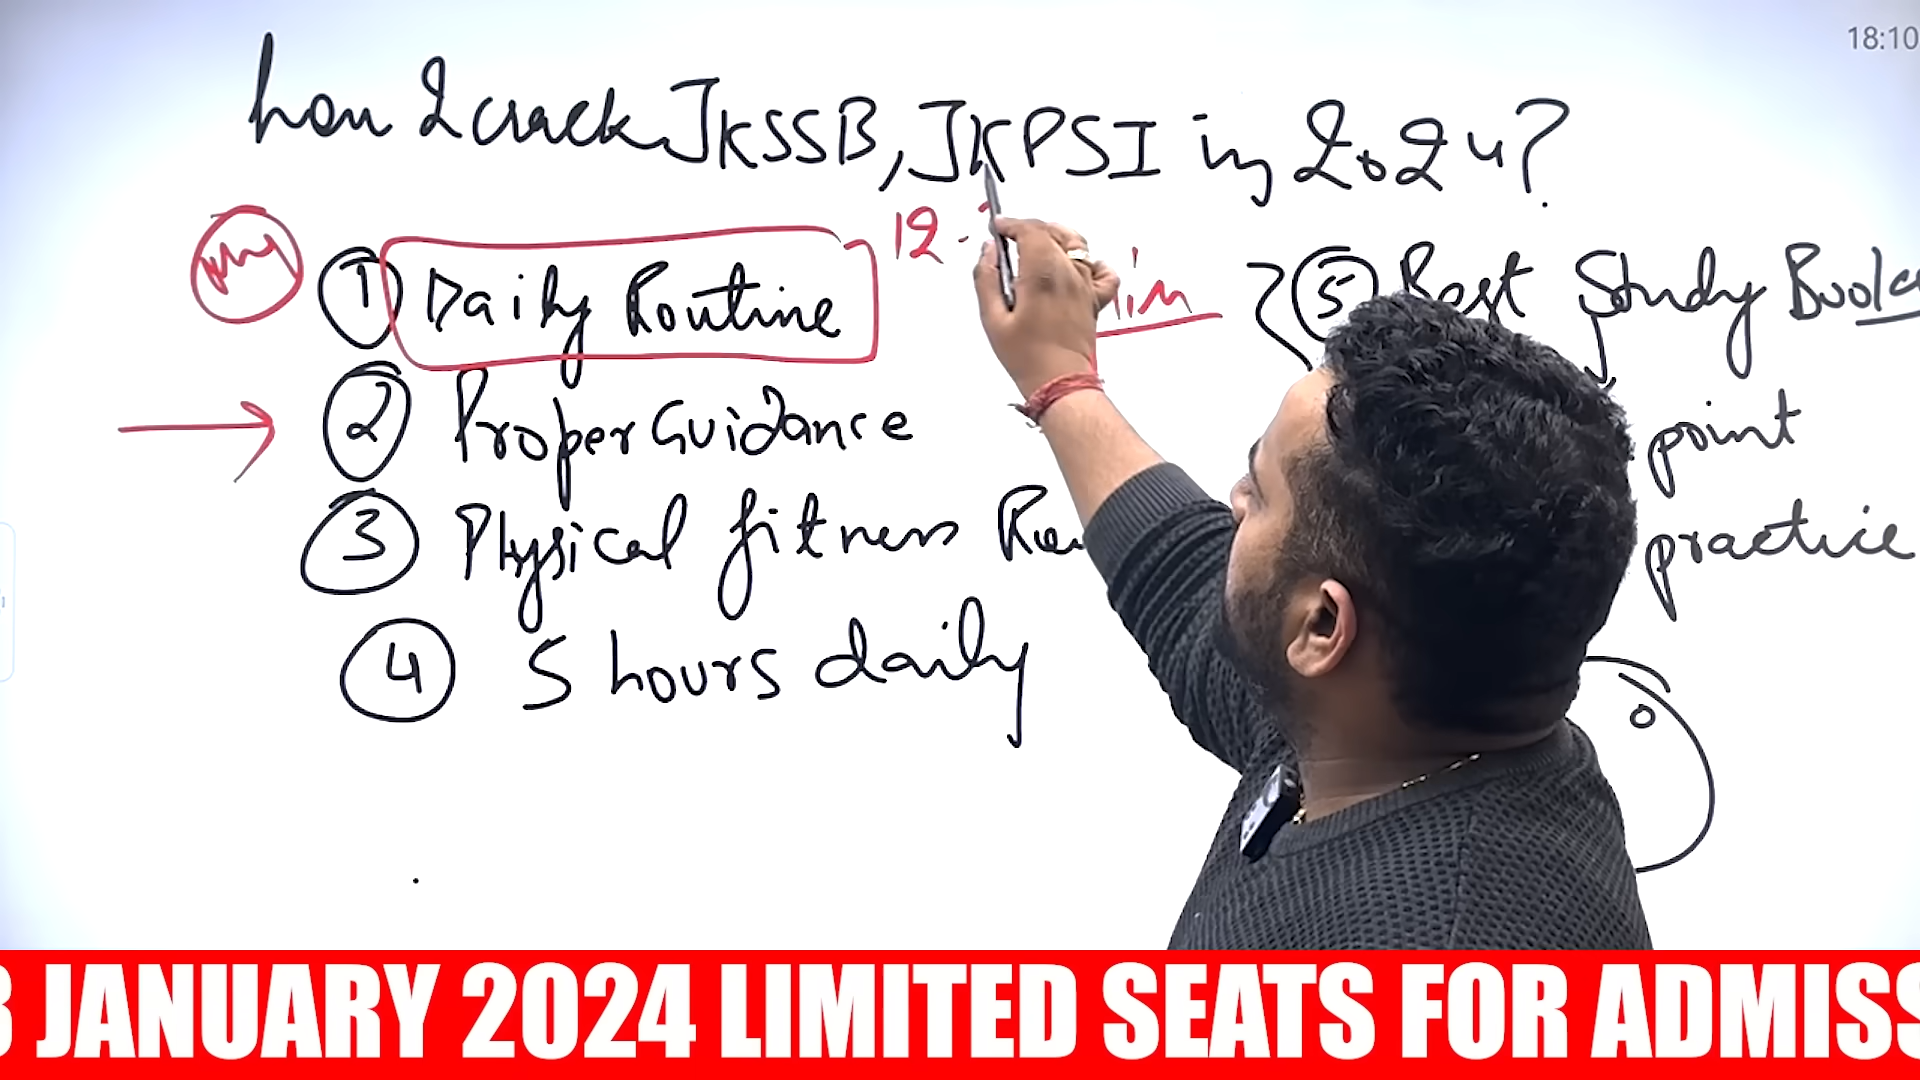 18:10
how 2 crack JKSSB, JKPSI in 2024?
12-
① Daily Routine
② Proper Guidance
③ Physical fitness
④ 5 hours daily
⑤ Best Study
point
practice
JANUARY 2024 LIMITED SEATS FOR ADMISS